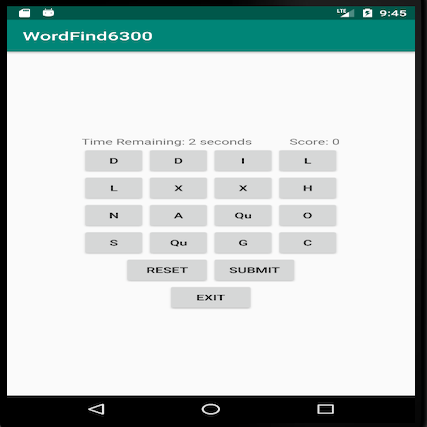 LTE 9:45
WordFind6300
Time Remaining: 2 seconds Score: 0
D D I L
L X X H
N A Qu O
S Qu G C
RESET SUBMIT
EXIT